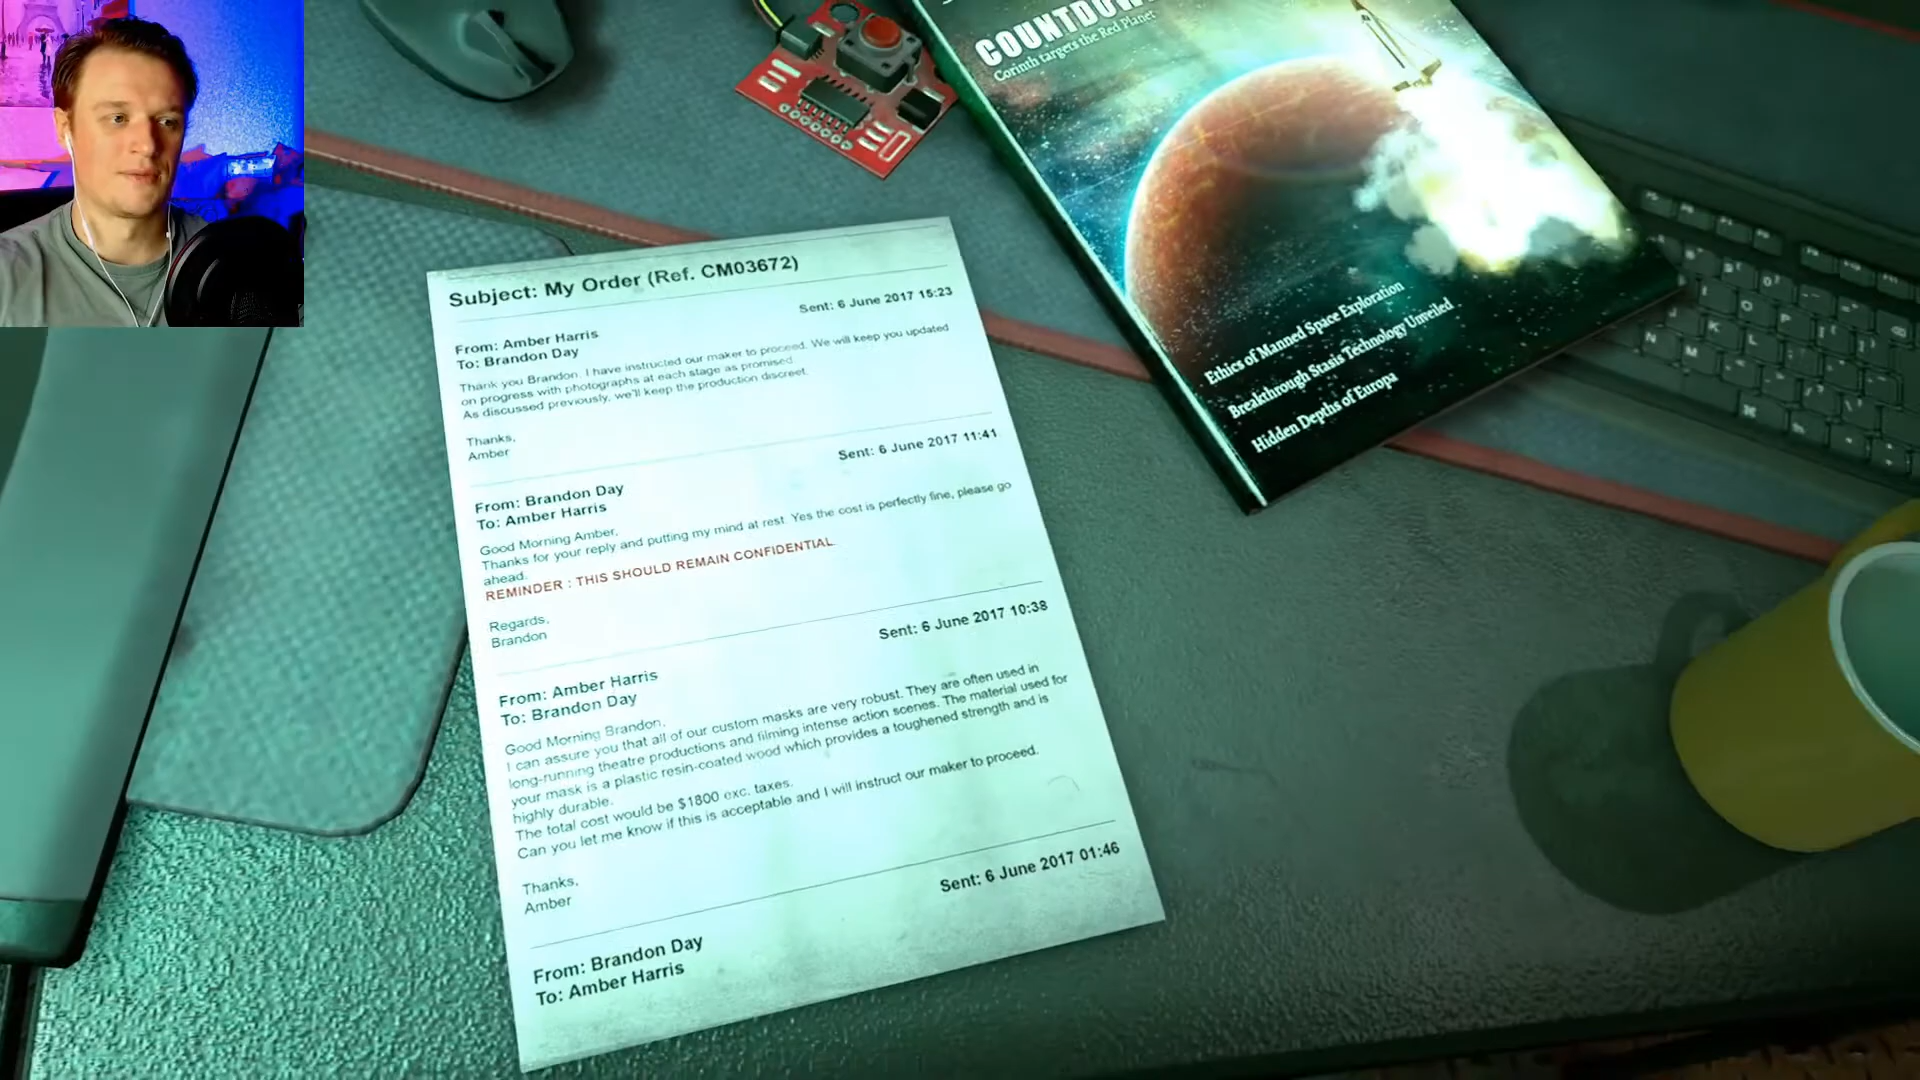 COUNTDOW
Corinth targets the Red Planet
Ethics of Manned Space Exploration
Breakthrough Stasis Technology Unveiled
Hidden Depths of Europa
Subject: My Order (Ref. CM03672)
Sent: 6 June 2017 15:23
From: Amber Harris
To: Brandon Day
Thank you Brandon, I have instructed our maker to proceed. We will keep you updated
on progress with photographs at each stage as promised.
As discussed previously, we'll keep the production discreet.
Thanks,
Amber
Sent: 6 June 2017 11:41
From: Brandon Day
To: Amber Harris
Good Morning Amber,
Thanks for your reply and putting my mind at rest. Yes the cost is perfectly fine, please go
ahead.
REMINDER : THIS SHOULD REMAIN CONFIDENTIAL
Regards,
Brandon
Sent: 6 June 2017 10:38
From: Amber Harris
To: Brandon Day
Good Morning Brandon,
I can assure you that all of our custom masks are very robust. They are often used in
long-running theatre productions and filming intense action scenes. The material used for
your mask is a plastic resin-coated wood which provides a toughened strength and is
highly durable.
The total cost would be $1800 exc. taxes.
Can you let me know if this is acceptable and I will instruct our maker to proceed.
Thanks,
Amber
Sent: 6 June 2017 01:46
From: Brandon Day
To: Amber Harris